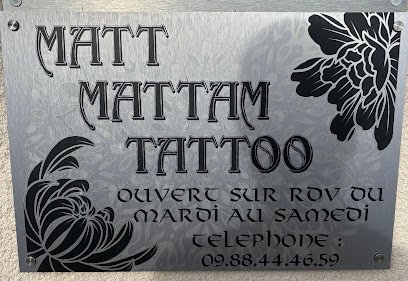 MATT
MATTAM
TATTOO
OUVERT SUR RDV DU
MARDI AU SAMEDI
TELEPHONE :
09.88.44.46.59